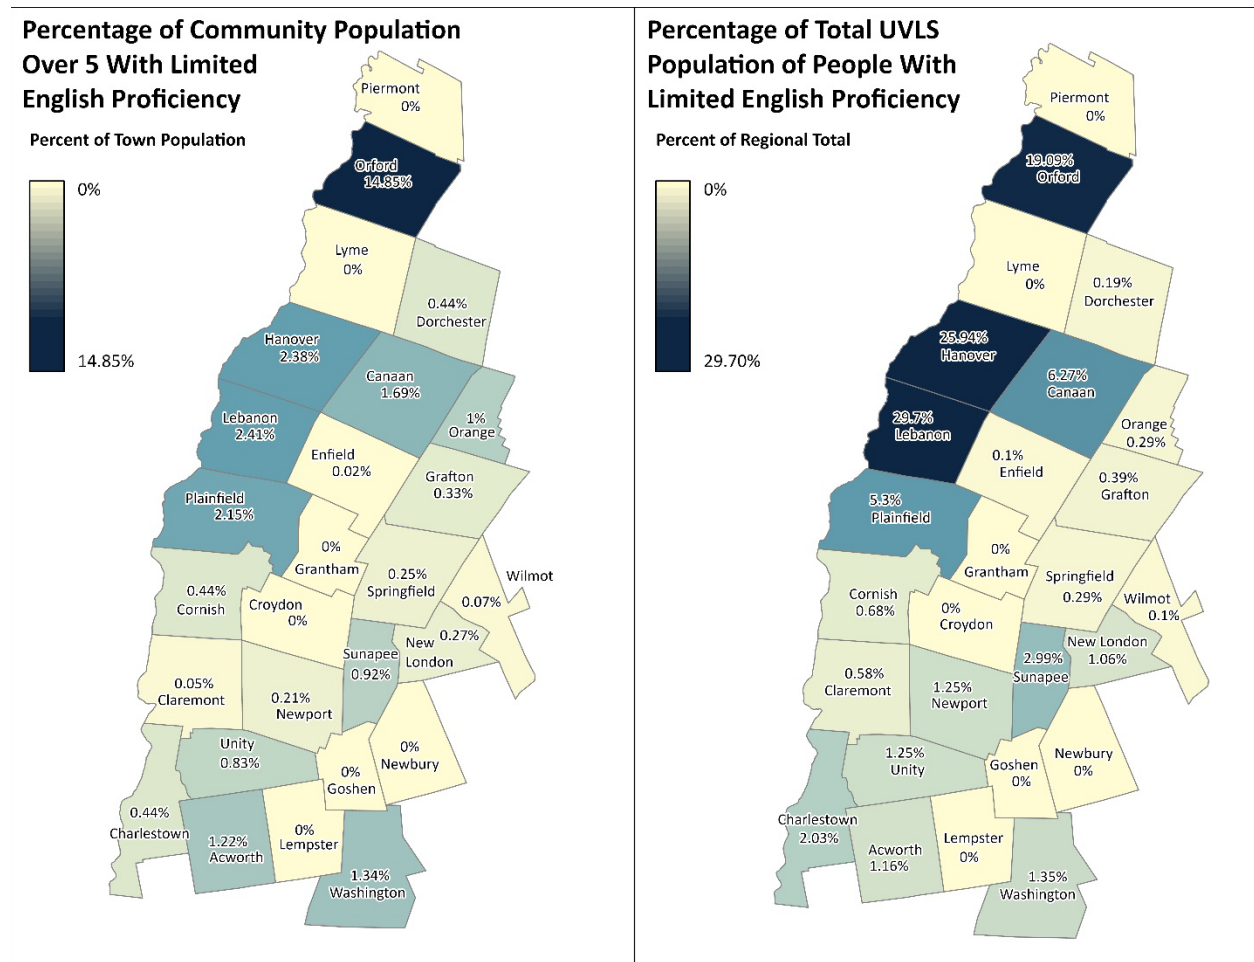 Percentage of Community Population
Over 5 With Limited
English Proficiency
Percent of Town Population
0%
14.85%
Piermont
0%
Orford
14.85%
Lyme
0%
0.44%
Dorchester
Hanover
2.38%
Canaan
1.69%
1%
Orange
Lebanon
2.41%
Enfield
0.02%
Grafton
0.33%
Plainfield
2.15%
0%
Grantham
0.25%
Springfield
Wilmot
0.07%
0.44%
Cornish
Croydon
0%
0.27%
New
London
Sunapee
0.92%
0.05%
Claremont
0.21%
Newport
Unity
0.83%
0%
Goshen
0%
Newbury
0.44%
Charlestown
1.22%
Acworth
0%
Lempster
1.34%
Washington
Percentage of Total UVLS
Population of People With
Limited English Proficiency
Percent of Regional Total
0%
29.70%
Piermont
0%
19.09%
Orford
Lyme
0%
0.19%
Dorchester
25.94%
Hanover
6.27%
Canaan
Orange
0.29%
29.7%
Lebanon
0.1%
Enfield
0.39%
Grafton
5.3%
Plainfield
0%
Grantham
Springfield
0.29%
Wilmot
0.1%
Cornish
0.68%
0%
Croydon
New London
1.06%
2.99%
Sunapee
0.58%
Claremont
1.25%
Newport
1.25%
Unity
Goshen
0%
Newbury
0%
Charlestown
2.03%
Acworth
1.16%
Lempster
0%
1.35%
Washington